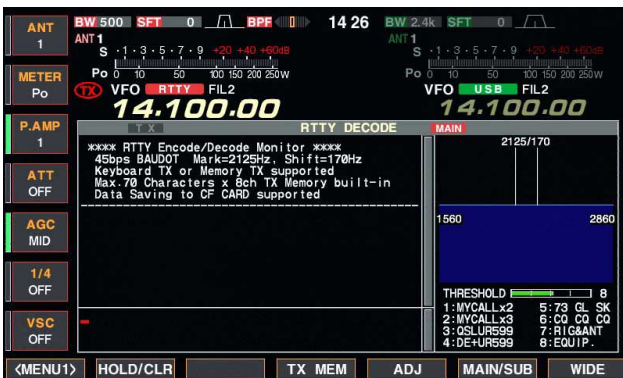 ANT 1
METER Po
P.AMP 1
ATT OFF
AGC MID
1/4 OFF
VSC OFF
BW 500 SFT 0 BPF 14 26 BW 2.4k SFT 0
ANT 1 ANT 1
S ·1·3·5·7·9 +20 +40 +60dB S ·1·3·5·7·9 +20 +40 +60dB
Po 0 10 50 100 150 200 250W Po 0 10 50 100 150 200 250W
TX VFO RTTY FIL2 VFO USB FIL2
14.100.00 14.100.00
TX RTTY DECODE MAIN
**** RTTY Encode/Decode Monitor ****
45bps BAUDOT Mark=2125Hz, Shift=170Hz
Keyboard TX or Memory TX supported
Max.70 Characters x 8ch TX Memory built-in
Data Saving to CF CARD supported
2125/170
1560 2860
THRESHOLD 8
1:MYCALLx2 5:73 GL SK
2:MYCALLx3 6:CQ CQ CQ
3:QSLUR599 7:RIG&ANT
4:DE+UR599 8:EQUIP.
<MENU1> HOLD/CLR TX MEM ADJ MAIN/SUB WIDE